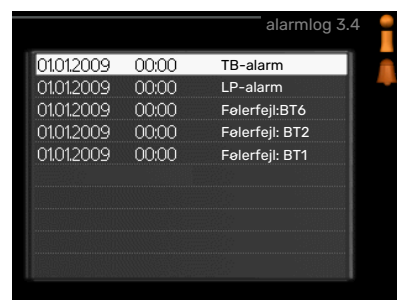 alarmlog 3.4
01.01.2009 00:00 TB-alarm
01.01.2009 00:00 LP-alarm
01.01.2009 00:00 Følerfejl:BT6
01.01.2009 00:00 Følerfejl: BT2
01.01.2009 00:00 Følerfejl: BT1